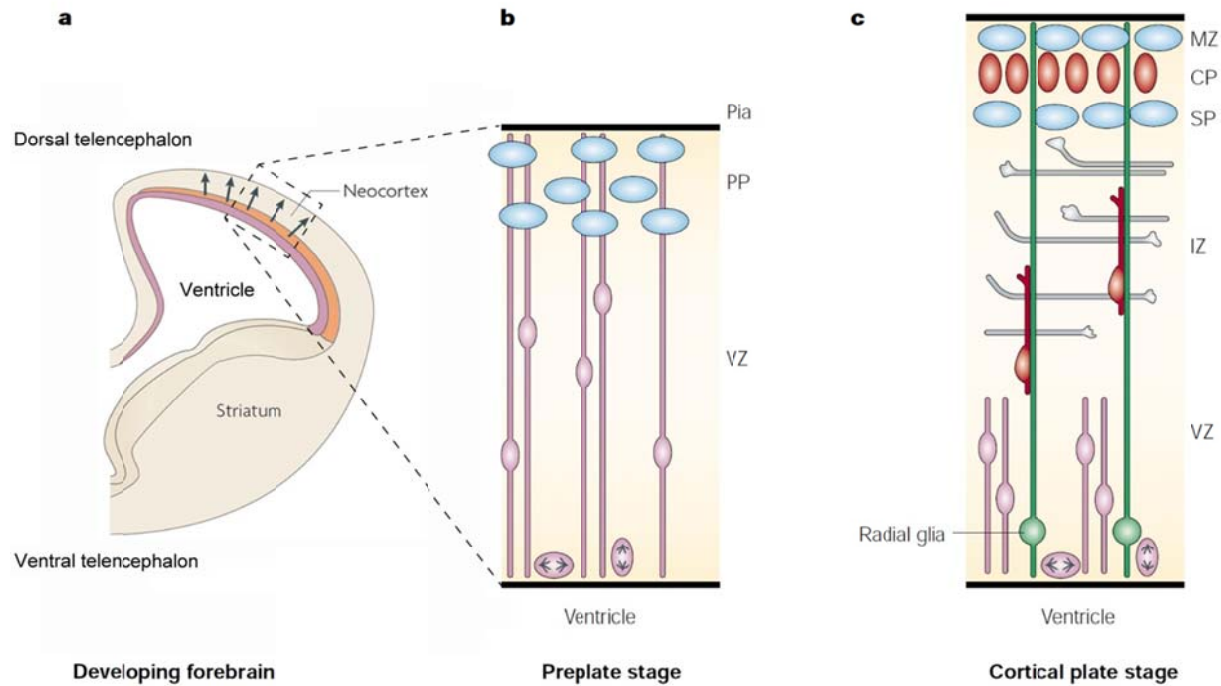 a
Dorsal telencephalon
Neocortex
Ventricle
Striatum
Ventral telencephalon
Developing forebrain
b
Pia
PP
VZ
Ventricle
Preplate stage
c
MZ
CP
SP
IZ
VZ
Radial glia
Ventricle
Cortical plate stage